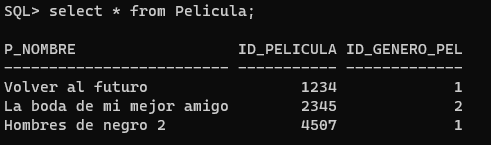 SQL> select * from Pelicula;
P_NOMBRE                  ID_PELICULA ID_GENERO_PEL
------------------------- ----------- -------------
Volver al futuro                 1234             1
La boda de mi mejor amigo        2345             2
Hombres de negro 2               4507             1